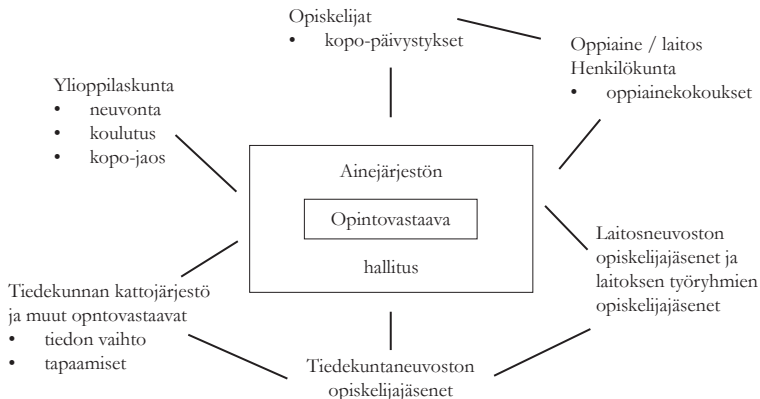 Opiskelijat
• kopo-päivystykset
Oppiaine / laitos
Henkilökunta
• oppiainekokoukset
Ylioppilaskunta
• neuvonta
• koulutus
• kopo-jaos
Ainejärjestön
Opintovastaava
hallitus
Laitosneuvoston
opiskelijajäsenet ja
laitoksen työryhmien
opiskelijajäsenet
Tiedekunnan kattojärjestö
ja muut opntovastaavat
• tiedon vaihto
• tapaamiset
Tiedekuntaneuvoston
opiskelijajäsenet